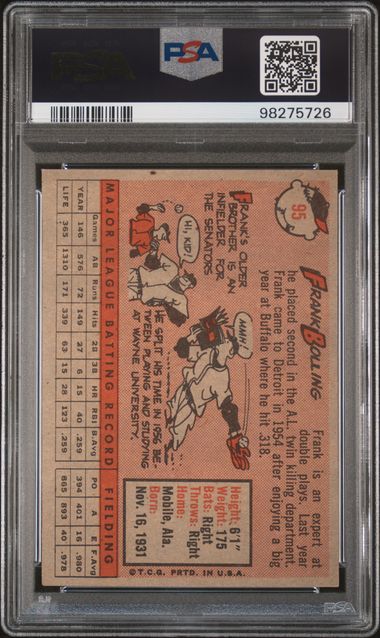 PSA
PSA
98275726
95
FRANK BOLLING
Frank is an expert at
double plays. Last year
he placed second in the A.L. twin killing department.
Frank came to Detroit in 1954 after enjoying a big
year at Buffalo where he hit 318.
FRANK'S OLDER
BROTHER IS AN
INFIELDER FOR
THE SENATORS
HI, KID!
AAAH!
HE SPLIT HIS
TIME IN 1956 BE-
TWEEN PLAYING
AND STUDYING
AT WAYNE
UNIVERSITY.
Height: 6'1"
Weight: 175
Bats: Right
Throws: Right
Home:
Mobile, Ala.
Born:
Nov. 16, 1931
MAJOR LEAGUE BATTING RECORD FIELDING
Games AB Runs Hits 2B 3B HR RBI B.Avg PO A E F.Avg
YEAR 146 576 72 149 27 6 15 40 .259 394 401 16 .980
LIFE 365 1310 171 339 63 15 28 123 .259 865 893 40 .978
© T.C.G. PRTD. IN U.S.A.